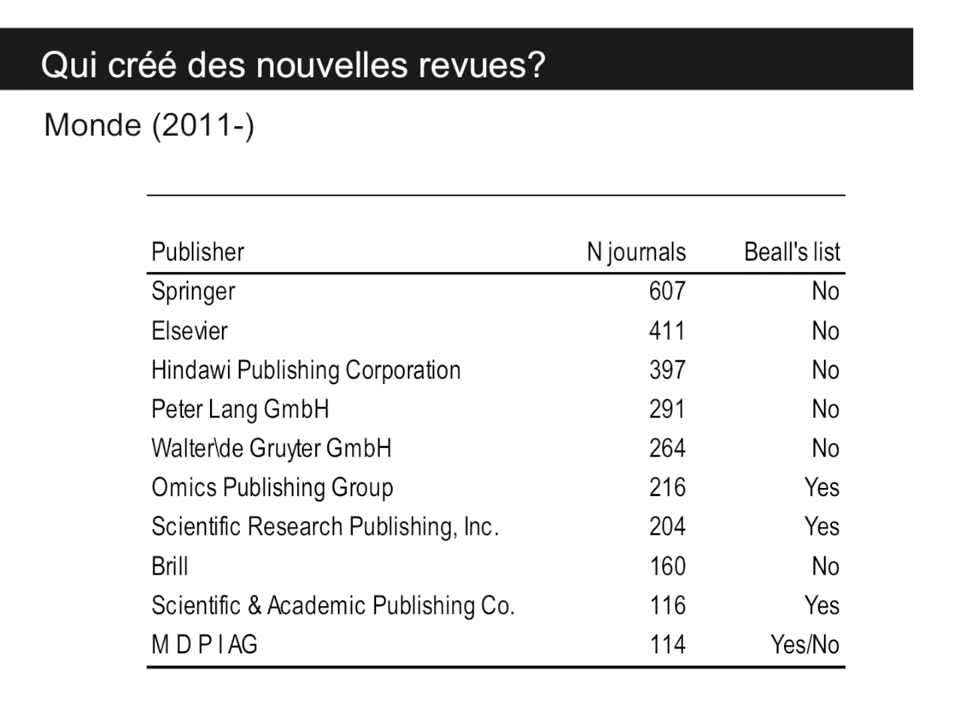 Qui créé des nouvelles revues?
Monde (2011-)
Publisher N journals Beall's list
Springer 607 No
Elsevier 411 No
Hindawi Publishing Corporation 397 No
Peter Lang GmbH 291 No
Walter\de Gruyter GmbH 264 No
Omics Publishing Group 216 Yes
Scientific Research Publishing, Inc. 204 Yes
Brill 160 No
Scientific & Academic Publishing Co. 116 Yes
M D P I AG 114 Yes/No